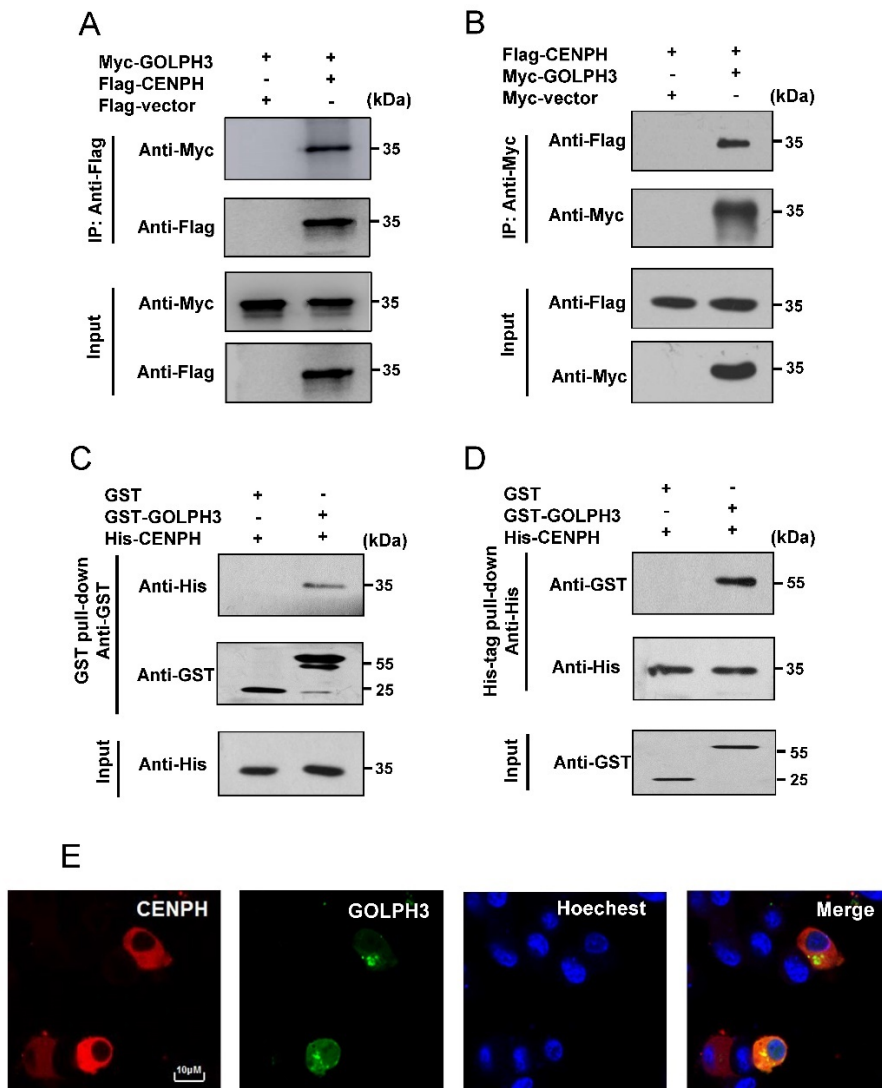 A
Myc-GOLPH3 + +
Flag-CENPH - + (kDa)
Flag-vector + -
IP: Anti-Flag
Anti-Myc 35
Anti-Flag 35
Input
Anti-Myc 35
Anti-Flag 35
B
Flag-CENPH + +
Myc-GOLPH3 - +
Myc-vector + - (kDa)
IP: Anti-Myc
Anti-Flag 35
Anti-Myc 35
Input
Anti-Flag 35
Anti-Myc 35
C
GST + -
GST-GOLPH3 - +
His-CENPH + + (kDa)
GST pull-down
Anti-GST
Anti-His 35
Anti-GST 55
25
Input
Anti-His 35
D
GST + -
GST-GOLPH3 - +
His-CENPH + + (kDa)
His-tag pull-down
Anti-His
Anti-GST 55
Anti-His 35
Input
Anti-GST 55
25
E
CENPH
10μM
GOLPH3
Hoechest
Merge